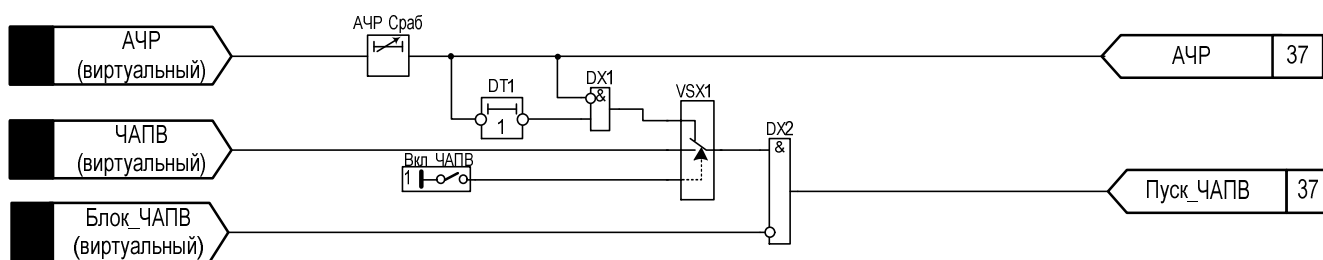 АЧР Сраб
АЧР
(виртуальный)
АЧР
37
DT1
1
DX1
&
VSX1
ЧАПВ
(виртуальный)
Вкл_ЧАПВ
1
DX2
&
Пуск_ЧАПВ
37
Блок_ЧАПВ
(виртуальный)